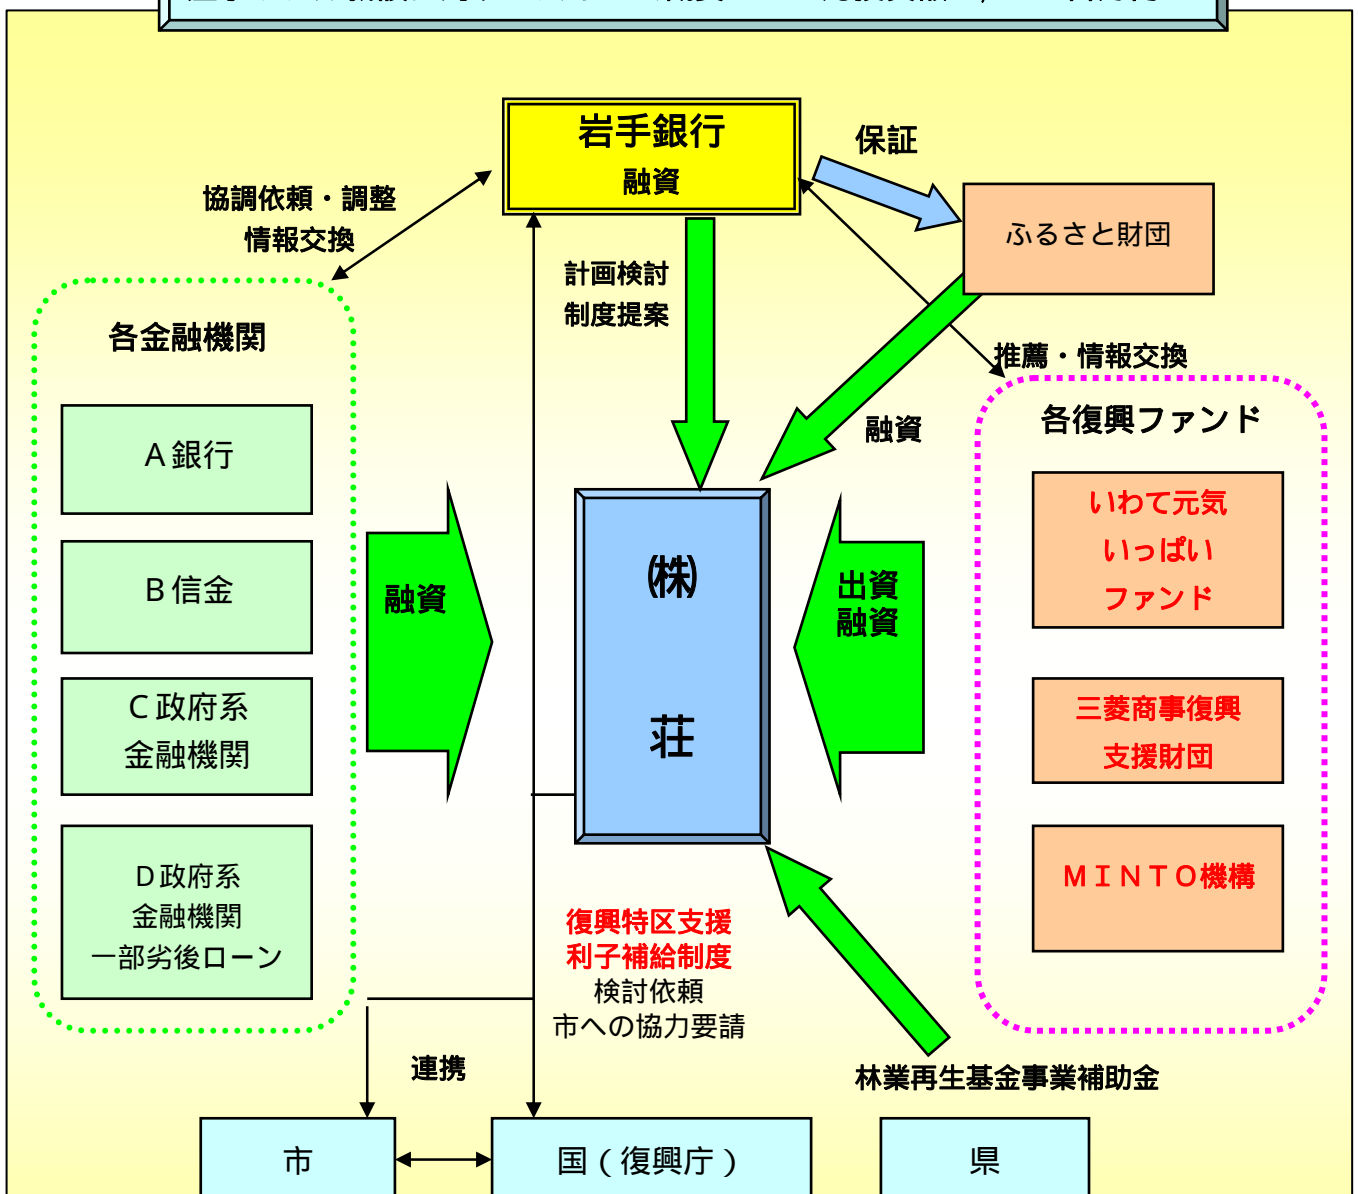 岩手銀行
融資
保証
ふるさと財団
協調依頼・調整
情報交換
計画検討
制度提案
推薦・情報交換
融資
各金融機関
A銀行
B信金
C政府系
金融機関
D政府系
金融機関
一部劣後ローン
融資
㈱
荘
出資
融資
各復興ファンド
いわて元気
いっぱい
ファンド
三菱商事復興
支援財団
MINTO機構
復興特区支援
利子補給制度
検討依頼
市への協力要請
連携
林業再生基金事業補助金
市
国(復興庁)
県